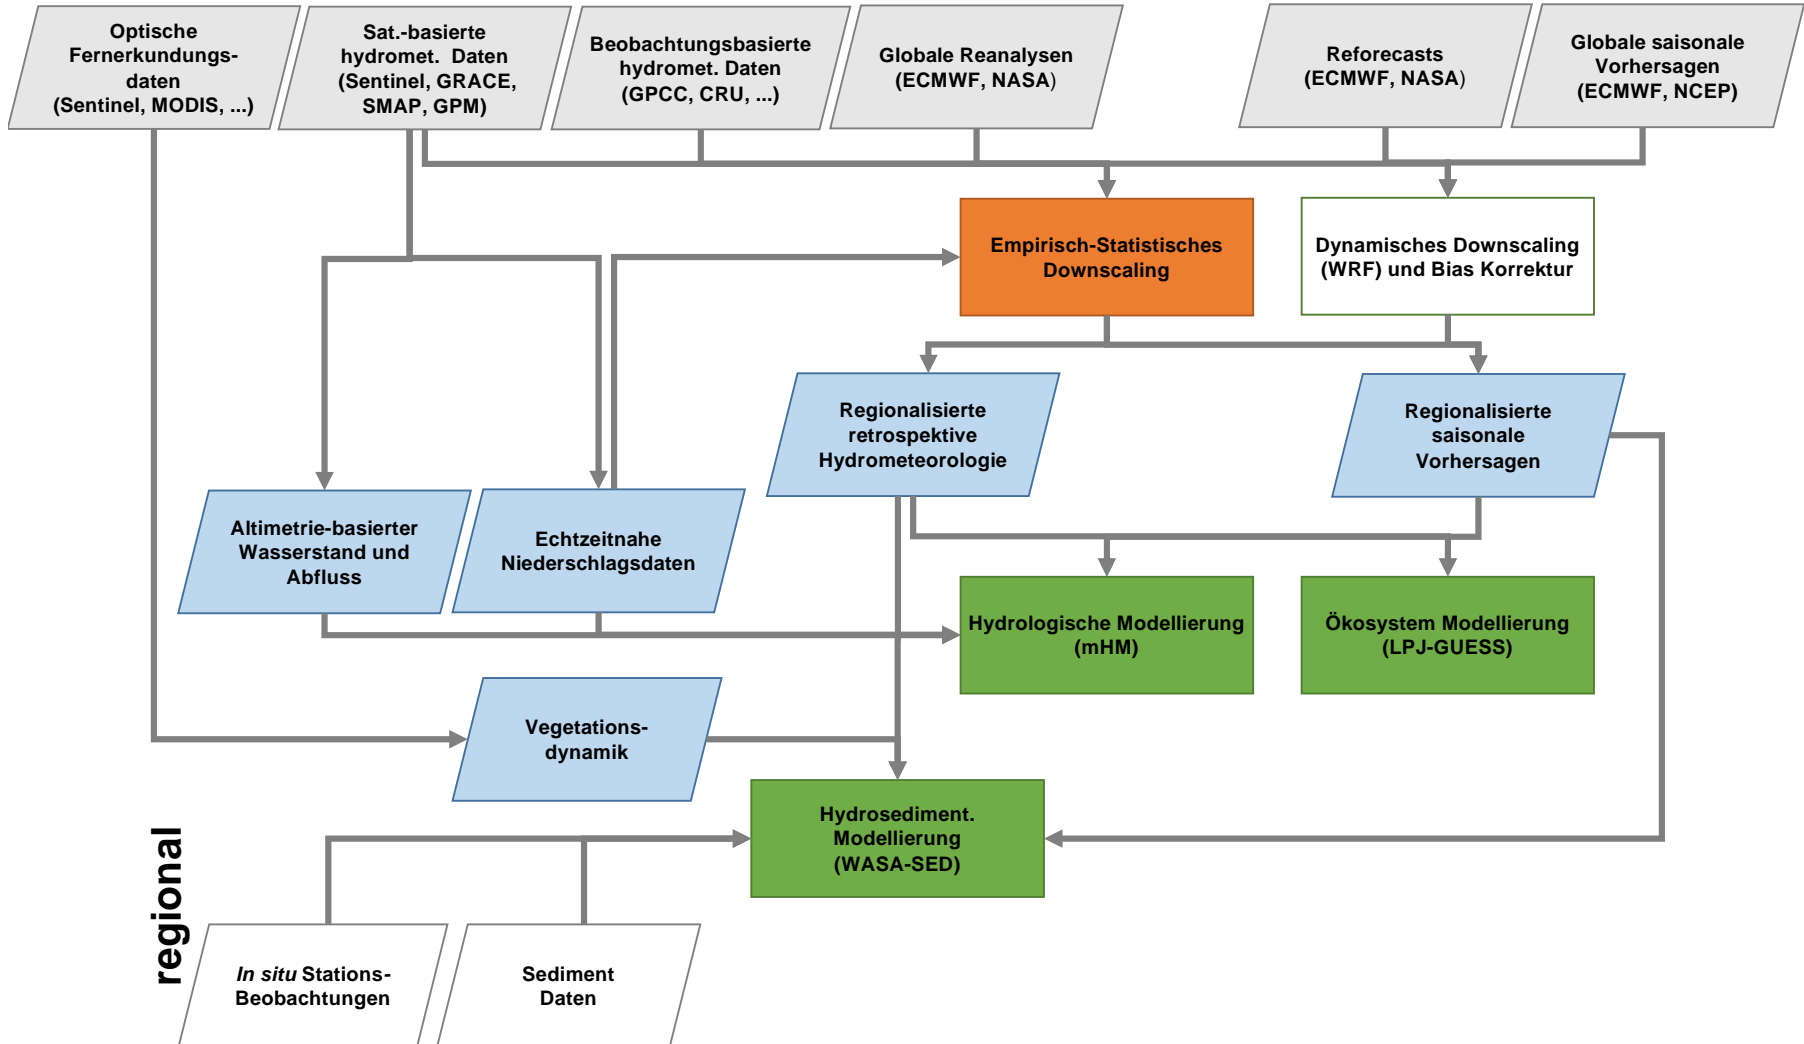 Optische
Fernerkundungs-
daten
(Sentinel, MODIS, ...)
Sat.-basierte
hydromet. Daten
(Sentinel, GRACE,
SMAP, GPM)
Beobachtungsbasierte
hydromet. Daten
(GPCC, CRU, ...)
Globale Reanalysen
(ECMWF, NASA)
Reforecasts
(ECMWF, NASA)
Globale saisonale
Vorhersagen
(ECMWF, NCEP)
Empirisch-Statistisches
Downscaling
Dynamisches Downscaling
(WRF) und Bias Korrektur
Regionalisierte
retrospektive
Hydrometeorologie
Regionalisierte
saisonale
Vorhersagen
Altimetrie-basierter
Wasserstand und
Abfluss
Echtzeitnahe
Niederschlagsdaten
Hydrologische Modellierung
(mHM)
Ökosystem Modellierung
(LPJ-GUESS)
Vegetations-
dynamik
Hydrosediment.
Modellierung
(WASA-SED)
regional
In situ Stations-
Beobachtungen
Sediment
Daten